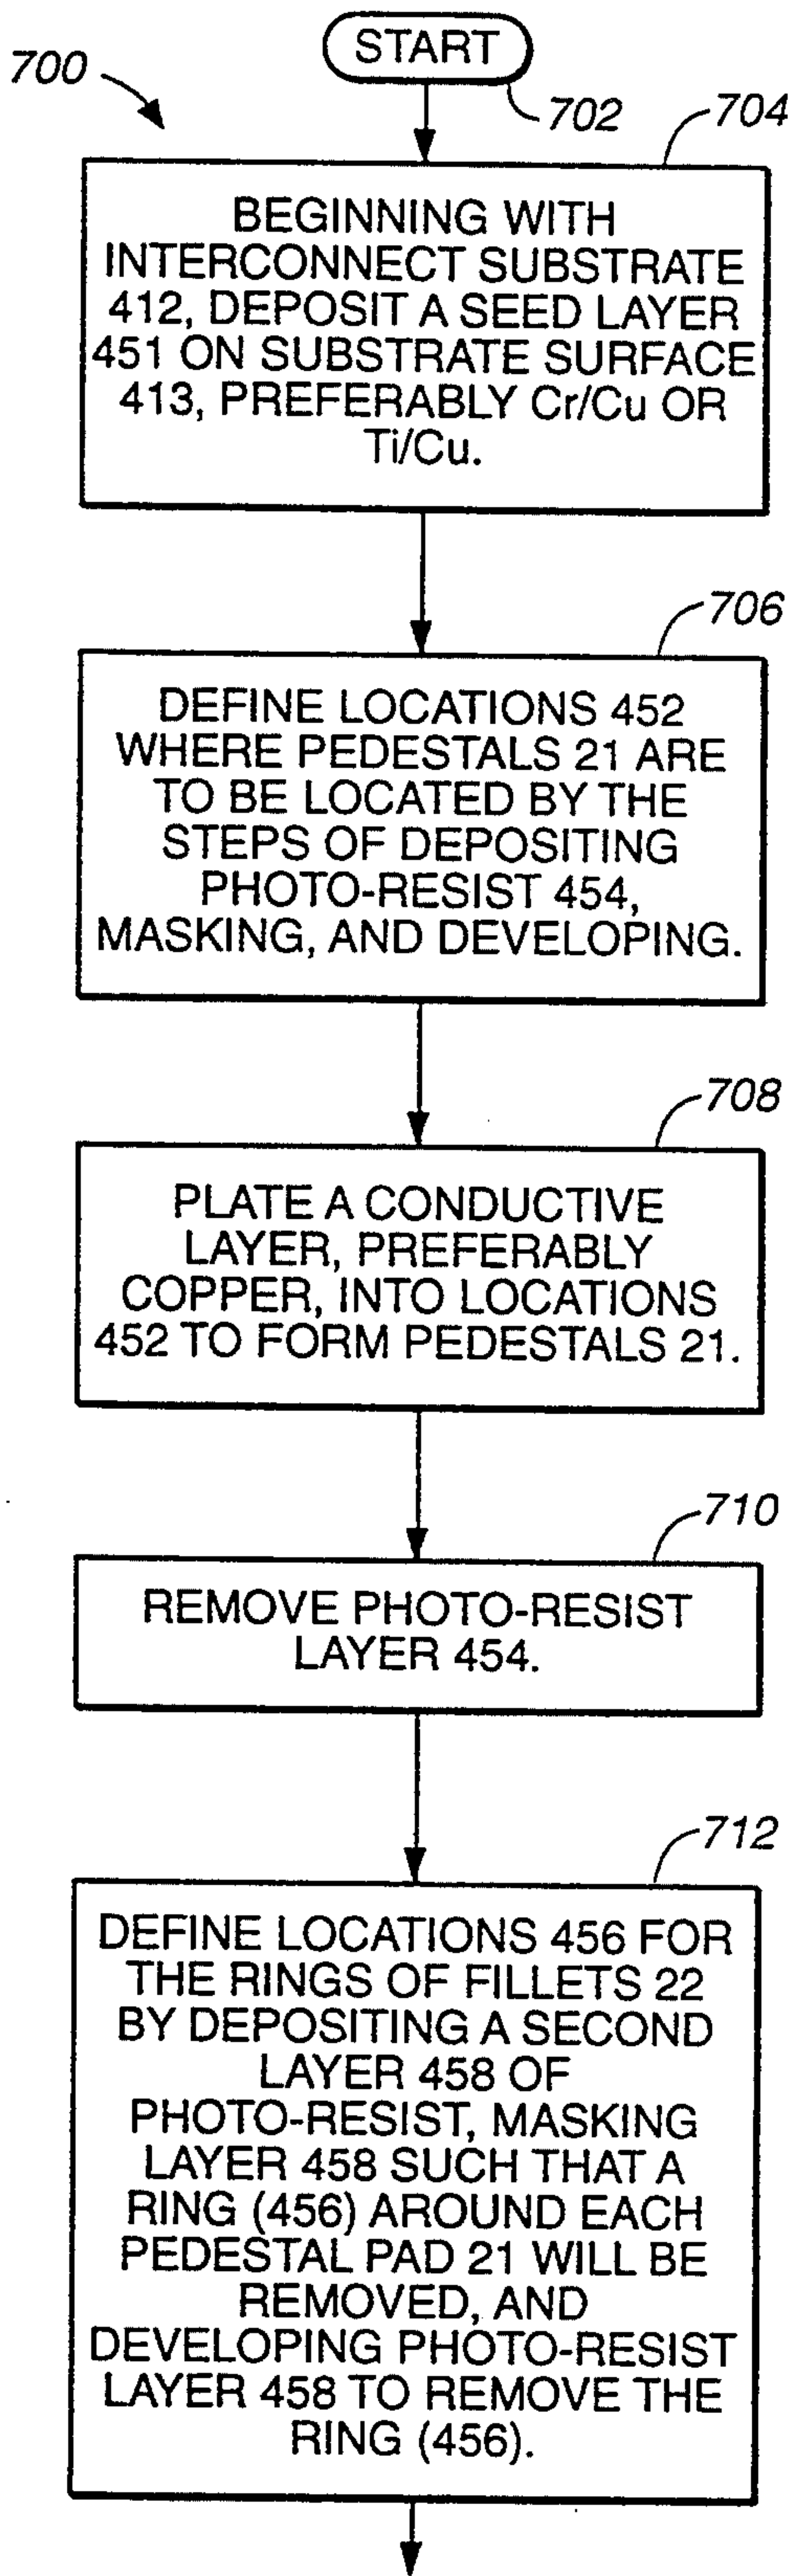 START
700
702
704
BEGINNING WITH
INTERCONNECT SUBSTRATE
412, DEPOSIT A SEED LAYER
451 ON SUBSTRATE SURFACE
413, PREFERABLY Cr/Cu OR
Ti/Cu.
706
DEFINE LOCATIONS 452
WHERE PEDESTALS 21 ARE
TO BE LOCATED BY THE
STEPS OF DEPOSITING
PHOTO-RESIST 454,
MASKING, AND DEVELOPING.
708
PLATE A CONDUCTIVE
LAYER, PREFERABLY
COPPER, INTO LOCATIONS
452 TO FORM PEDESTALS 21.
710
REMOVE PHOTO-RESIST
LAYER 454.
712
DEFINE LOCATIONS 456 FOR
THE RINGS OF FILLETS 22
BY DEPOSITING A SECOND
LAYER 458 OF
PHOTO-RESIST, MASKING
LAYER 458 SUCH THAT A
RING (456) AROUND EACH
PEDESTAL PAD 21 WILL BE
REMOVED, AND
DEVELOPING PHOTO-RESIST
LAYER 458 TO REMOVE THE
RING (456).